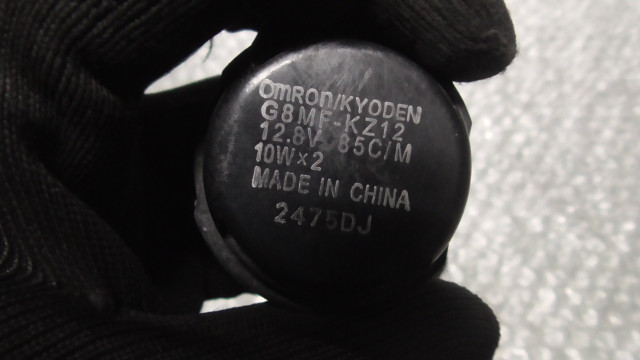 OMRON/KYODEN
G8MF-KZ12
12.8V 85C/M
10W×2
MADE IN CHINA
2475DJ